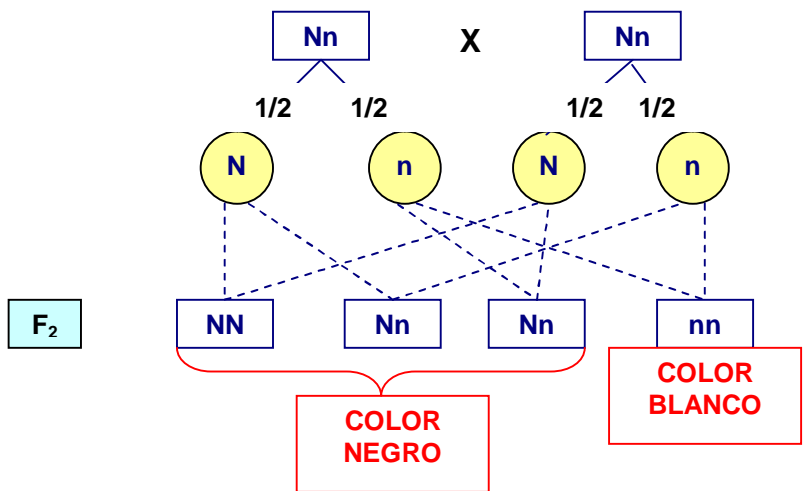 Nn X Nn
1/2 1/2 1/2 1/2
N n N n
F₂ NN Nn Nn nn
COLOR
BLANCO
COLOR
NEGRO